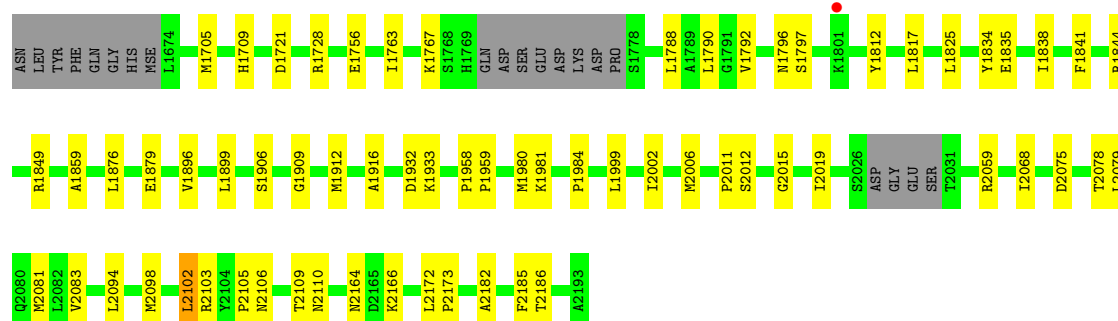 ASN LEU TYR PHE GLN GLY HIS MSE L1674 M1705 H1709 D1721 R1728 E1756 I1763 K1767 S1768 H1769 GLN ASP SER GLU ASP LYS ASP PRO S1778 L1788 A1789 L1790 G1791 V1792 N1796 S1797 K1801 Y1812 L1817 L1825 Y1834 E1835 I1838 F1841
R1849 A1859 L1876 E1879 V1896 L1899 S1906 G1909 M1912 A1916 D1932 K1933 P1958 P1959 M1980 K1981 P1984 L1999 I2002 M2006 P2011 S2012 G2015 I2019 S2026 ASP GLY GLU SER T2031 R2059 I2068 D2075 T2078 L2079
Q2080 M2081 L2082 V2083 L2094 M2098 L2102 R2103 Y2104 P2105 N2106 T2109 N2110 N2164 D2165 K2166 L2172 P2173 A2182 F2185 T2186 A2193